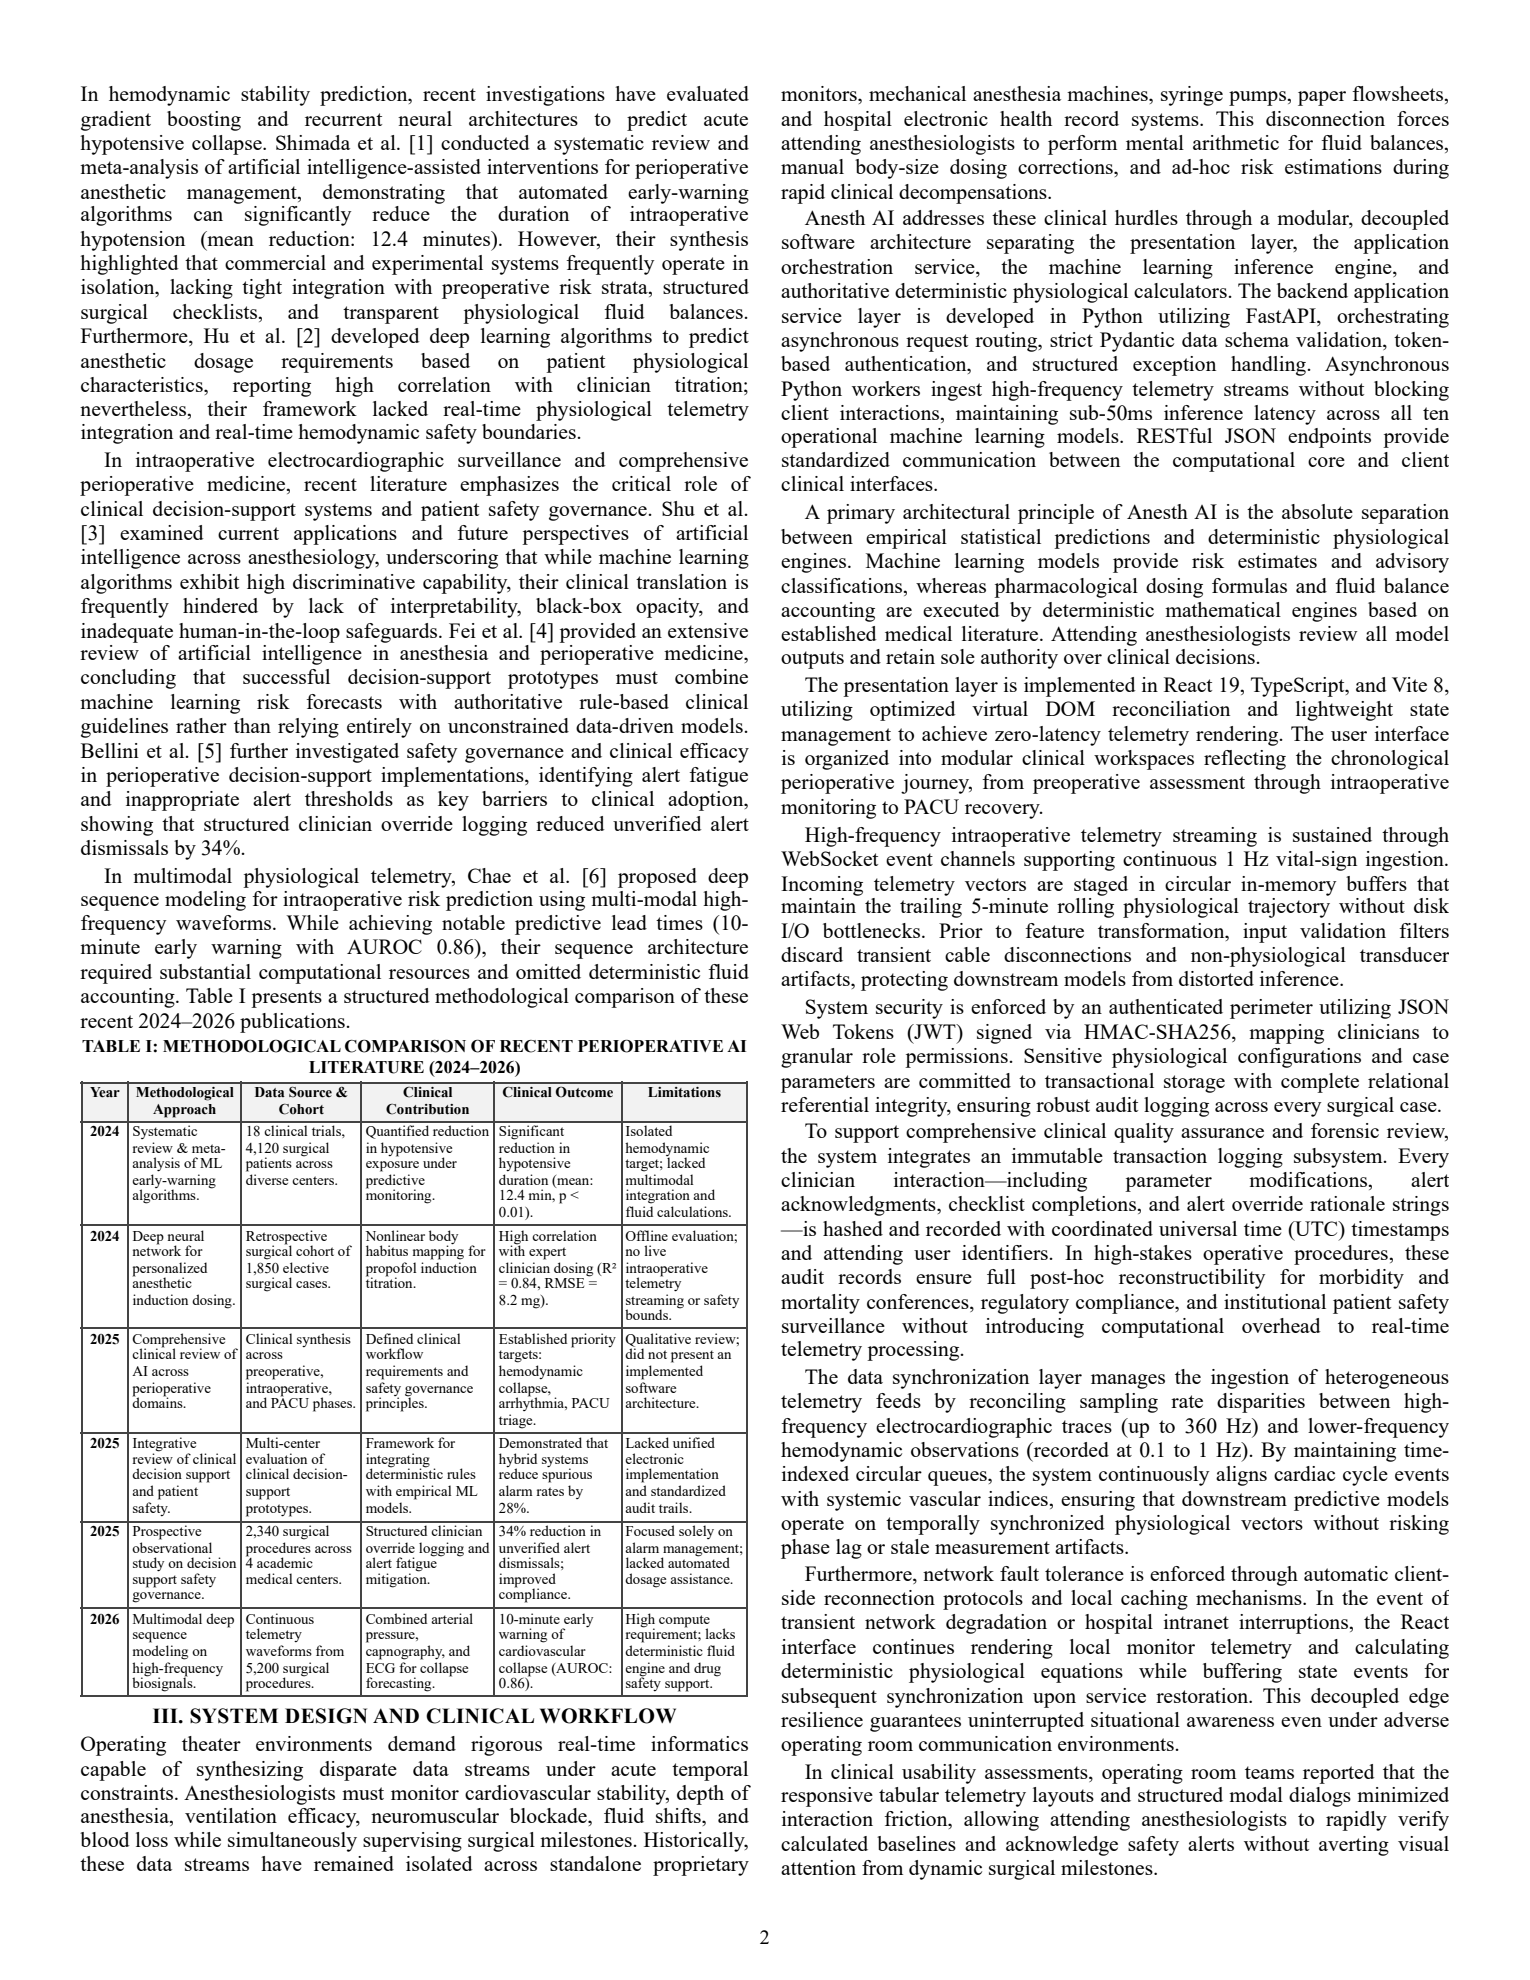 In hemodynamic stability prediction, recent investigations have evaluated
gradient boosting and recurrent neural architectures to predict acute
hypotensive collapse. Shimada et al. [1] conducted a systematic review and
meta-analysis of artificial intelligence-assisted interventions for perioperative
anesthetic management, demonstrating that automated early-warning
algorithms can significantly reduce the duration of intraoperative
hypotension (mean reduction: 12.4 minutes). However, their synthesis
highlighted that commercial and experimental systems frequently operate in
isolation, lacking tight integration with preoperative risk strata, structured
surgical checklists, and transparent physiological fluid balances.
Furthermore, Hu et al. [2] developed deep learning algorithms to predict
anesthetic dosage requirements based on patient physiological
characteristics, reporting high correlation with clinician titration;
nevertheless, their framework lacked real-time physiological telemetry
integration and real-time hemodynamic safety boundaries.
In intraoperative electrocardiographic surveillance and comprehensive
perioperative medicine, recent literature emphasizes the critical role of
clinical decision-support systems and patient safety governance. Shu et al.
[3] examined current applications and future perspectives of artificial
intelligence across anesthesiology, underscoring that while machine learning
algorithms exhibit high discriminative capability, their clinical translation is
frequently hindered by lack of interpretability, black-box opacity, and
inadequate human-in-the-loop safeguards. Fei et al. [4] provided an extensive
review of artificial intelligence in anesthesia and perioperative medicine,
concluding that successful decision-support prototypes must combine
machine learning risk forecasts with authoritative rule-based clinical
guidelines rather than relying entirely on unconstrained data-driven models.
Bellini et al. [5] further investigated safety governance and clinical efficacy
in perioperative decision-support implementations, identifying alert fatigue
and inappropriate alert thresholds as key barriers to clinical adoption,
showing that structured clinician override logging reduced unverified alert
dismissals by 34%.
In multimodal physiological telemetry, Chae et al. [6] proposed deep
sequence modeling for intraoperative risk prediction using multi-modal high-
frequency waveforms. While achieving notable predictive lead times (10-
minute early warning with AUROC 0.86), their sequence architecture
required substantial computational resources and omitted deterministic fluid
accounting. Table I presents a structured methodological comparison of these
recent 2024–2026 publications.
TABLE I: METHODOLOGICAL COMPARISON OF RECENT PERIOPERATIVE AI
LITERATURE (2024–2026)
Year
Methodological
Approach
Data Source &
Cohort
Clinical
Contribution
Clinical Outcome
Limitations
2024
Systematic
review & meta-
analysis of ML
early-warning
algorithms.
18 clinical trials,
4,120 surgical
patients across
diverse centers.
Quantified reduction
in hypotensive
exposure under
predictive
monitoring.
Significant
reduction in
hypotensive
duration (mean:
12.4 min, p <
0.01).
Isolated
hemodynamic
target; lacked
multimodal
integration and
fluid calculations.
2024
Deep neural
network for
personalized
anesthetic
induction dosing.
Retrospective
surgical cohort of
1,850 elective
surgical cases.
Nonlinear body
habitus mapping for
propofol induction
titration.
High correlation
with expert
clinician dosing (R²
= 0.84, RMSE =
8.2 mg).
Offline evaluation;
no live
intraoperative
telemetry
streaming or safety
bounds.
2025
Comprehensive
clinical review of
AI across
perioperative
domains.
Clinical synthesis
across
preoperative,
intraoperative,
and PACU phases.
Defined clinical
workflow
requirements and
safety governance
principles.
Established priority
targets:
hemodynamic
collapse,
arrhythmia, PACU
triage.
Qualitative review;
did not present an
implemented
software
architecture.
2025
Integrative
review of clinical
decision support
and patient
safety.
Multi-center
evaluation of
clinical decision-
support
prototypes.
Framework for
integrating
deterministic rules
with empirical ML
models.
Demonstrated that
hybrid systems
reduce spurious
alarm rates by
28%.
Lacked unified
electronic
implementation
and standardized
audit trails.
2025
Prospective
observational
study on decision
support safety
governance.
2,340 surgical
procedures across
4 academic
medical centers.
Structured clinician
override logging and
alert fatigue
mitigation.
34% reduction in
unverified alert
dismissals;
improved
compliance.
Focused solely on
alarm management;
lacked automated
dosage assistance.
2026
Multimodal deep
sequence
modeling on
high-frequency
biosignals.
Continuous
telemetry
waveforms from
5,200 surgical
procedures.
Combined arterial
pressure,
capnography, and
ECG for collapse
forecasting.
10-minute early
warning of
cardiovascular
collapse (AUROC:
0.86).
High compute
requirement; lacks
deterministic fluid
engine and drug
safety support.
III. SYSTEM DESIGN AND CLINICAL WORKFLOW
Operating theater environments demand rigorous real-time informatics
capable of synthesizing disparate data streams under acute temporal
constraints. Anesthesiologists must monitor cardiovascular stability, depth of
anesthesia, ventilation efficacy, neuromuscular blockade, fluid shifts, and
blood loss while simultaneously supervising surgical milestones. Historically,
these data streams have remained isolated across standalone proprietary
monitors, mechanical anesthesia machines, syringe pumps, paper flowsheets,
and hospital electronic health record systems. This disconnection forces
attending anesthesiologists to perform mental arithmetic for fluid balances,
manual body-size dosing corrections, and ad-hoc risk estimations during
rapid clinical decompensations.
Anesth AI addresses these clinical hurdles through a modular, decoupled
software architecture separating the presentation layer, the application
orchestration service, the machine learning inference engine, and
authoritative deterministic physiological calculators. The backend application
service layer is developed in Python utilizing FastAPI, orchestrating
asynchronous request routing, strict Pydantic data schema validation, token-
based authentication, and structured exception handling. Asynchronous
Python workers ingest high-frequency telemetry streams without blocking
client interactions, maintaining sub-50ms inference latency across all ten
operational machine learning models. RESTful JSON endpoints provide
standardized communication between the computational core and client
clinical interfaces.
A primary architectural principle of Anesth AI is the absolute separation
between empirical statistical predictions and deterministic physiological
engines. Machine learning models provide risk estimates and advisory
classifications, whereas pharmacological dosing formulas and fluid balance
accounting are executed by deterministic mathematical engines based on
established medical literature. Attending anesthesiologists review all model
outputs and retain sole authority over clinical decisions.
The presentation layer is implemented in React 19, TypeScript, and Vite 8,
utilizing optimized virtual DOM reconciliation and lightweight state
management to achieve zero-latency telemetry rendering. The user interface
is organized into modular clinical workspaces reflecting the chronological
perioperative journey, from preoperative assessment through intraoperative
monitoring to PACU recovery.
High-frequency intraoperative telemetry streaming is sustained through
WebSocket event channels supporting continuous 1 Hz vital-sign ingestion.
Incoming telemetry vectors are staged in circular in-memory buffers that
maintain the trailing 5-minute rolling physiological trajectory without disk
I/O bottlenecks. Prior to feature transformation, input validation filters
discard transient cable disconnections and non-physiological transducer
artifacts, protecting downstream models from distorted inference.
System security is enforced by an authenticated perimeter utilizing JSON
Web Tokens (JWT) signed via HMAC-SHA256, mapping clinicians to
granular role permissions. Sensitive physiological configurations and case
parameters are committed to transactional storage with complete relational
referential integrity, ensuring robust audit logging across every surgical case.
To support comprehensive clinical quality assurance and forensic review,
the system integrates an immutable transaction logging subsystem. Every
clinician interaction—including parameter modifications, alert
acknowledgments, checklist completions, and alert override rationale strings
—is hashed and recorded with coordinated universal time (UTC) timestamps
and attending user identifiers. In high-stakes operative procedures, these
audit records ensure full post-hoc reconstructibility for morbidity and
mortality conferences, regulatory compliance, and institutional patient safety
surveillance without introducing computational overhead to real-time
telemetry processing.
The data synchronization layer manages the ingestion of heterogeneous
telemetry feeds by reconciling sampling rate disparities between high-
frequency electrocardiographic traces (up to 360 Hz) and lower-frequency
hemodynamic observations (recorded at 0.1 to 1 Hz). By maintaining time-
indexed circular queues, the system continuously aligns cardiac cycle events
with systemic vascular indices, ensuring that downstream predictive models
operate on temporally synchronized physiological vectors without risking
phase lag or stale measurement artifacts.
Furthermore, network fault tolerance is enforced through automatic client-
side reconnection protocols and local caching mechanisms. In the event of
transient network degradation or hospital intranet interruptions, the React
interface continues rendering local monitor telemetry and calculating
deterministic physiological equations while buffering state events for
subsequent synchronization upon service restoration. This decoupled edge
resilience guarantees uninterrupted situational awareness even under adverse
operating room communication environments.
In clinical usability assessments, operating room teams reported that the
responsive tabular telemetry layouts and structured modal dialogs minimized
interaction friction, allowing attending anesthesiologists to rapidly verify
calculated baselines and acknowledge safety alerts without averting visual
attention from dynamic surgical milestones.
2